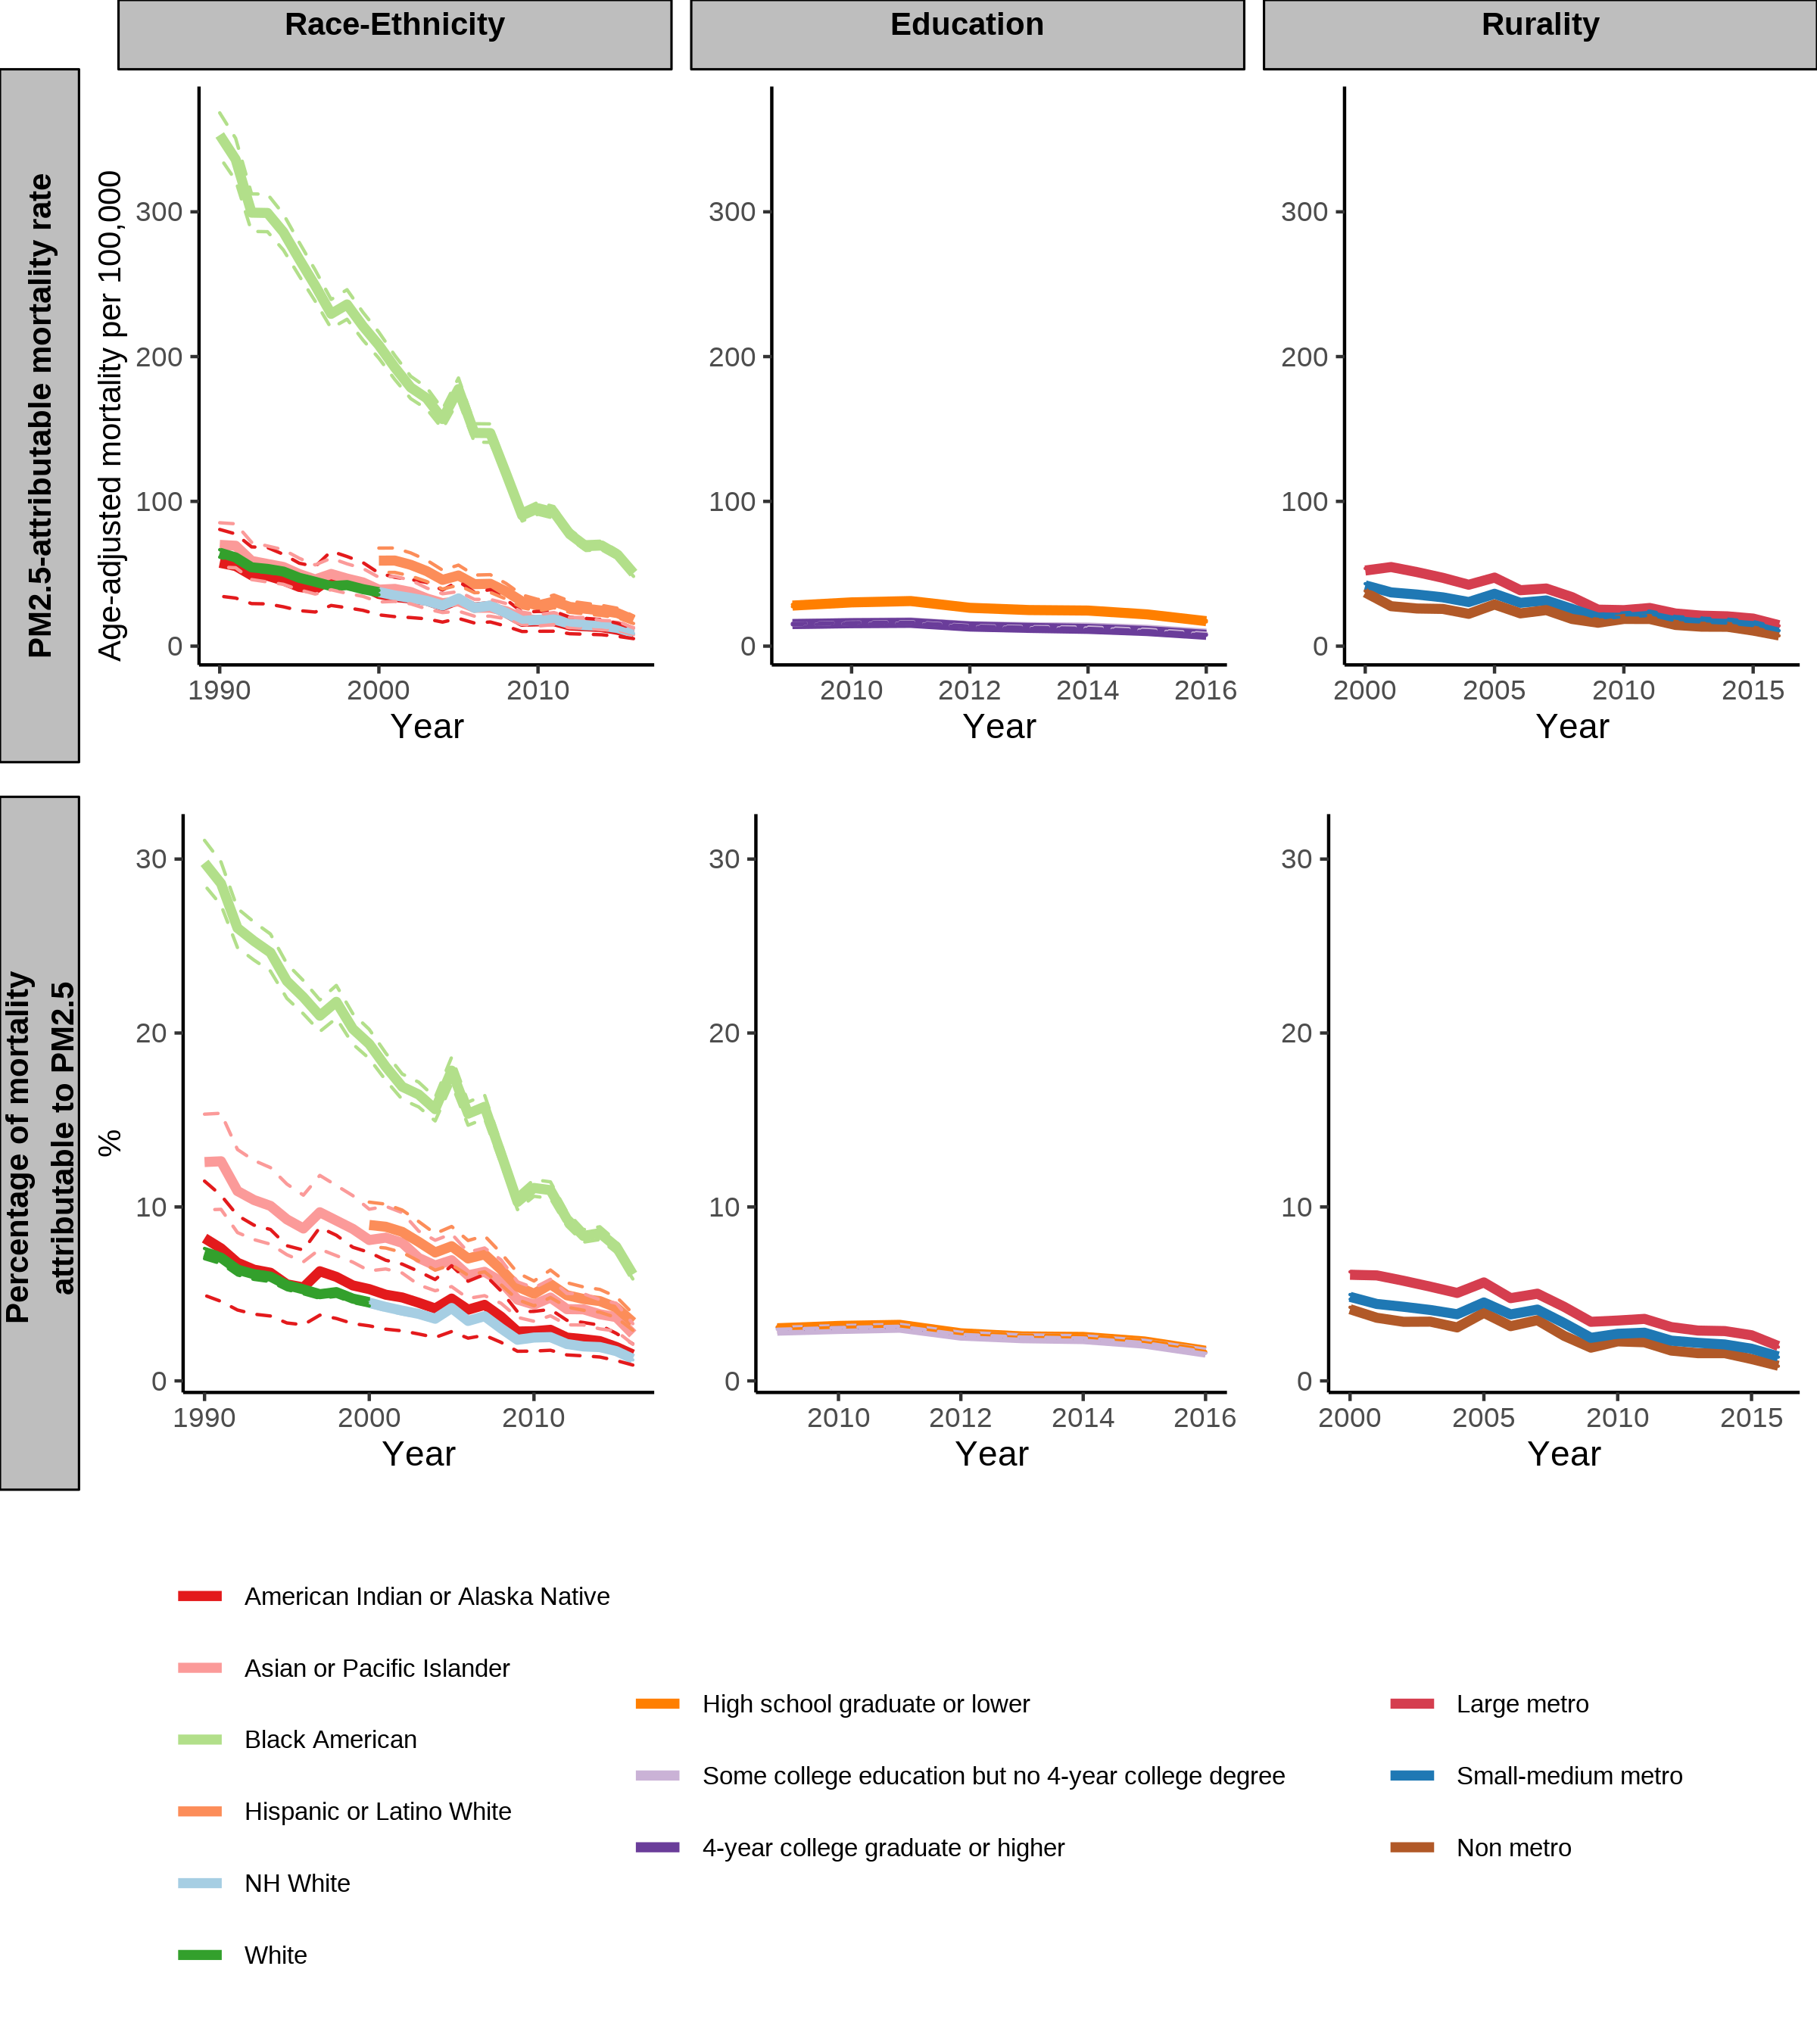 Race-Ethnicity
Education
Rurality
PM2.5-attributable mortality rate
Age-adjusted mortality per 100,000
300
200
100
0
1990
2000
2010
Year
300
200
100
0
2010
2012
2014
2016
Year
300
200
100
0
2000
2005
2010
2015
Year
Percentage of mortality
attributable to PM2.5
%
30
20
10
0
1990
2000
2010
Year
30
20
10
0
2010
2012
2014
2016
Year
30
20
10
0
2000
2005
2010
2015
Year
American Indian or Alaska Native
Asian or Pacific Islander
Black American
Hispanic or Latino White
NH White
White
High school graduate or lower
Some college education but no 4-year college degree
4-year college graduate or higher
Large metro
Small-medium metro
Non metro